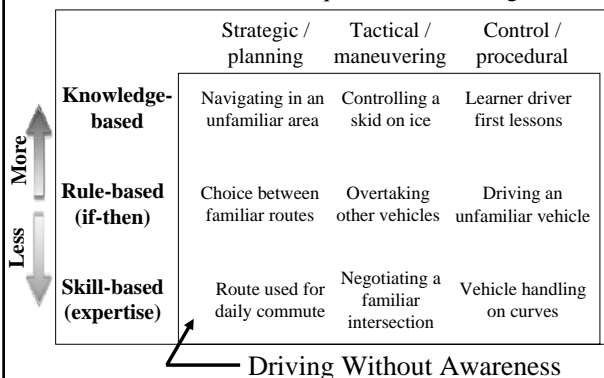 Strategic / Tactical / Control /
planning maneuvering procedural
More
Knowledge- Navigating in an Controlling a Learner driver
based unfamiliar area skid on ice first lessons
Rule-based Choice between Overtaking Driving an
(if-then) familiar routes other vehicles unfamiliar vehicle
Less
Skill-based Route used for Negotiating a Vehicle handling
(expertise) daily commute familiar on curves
intersection
Driving Without Awareness